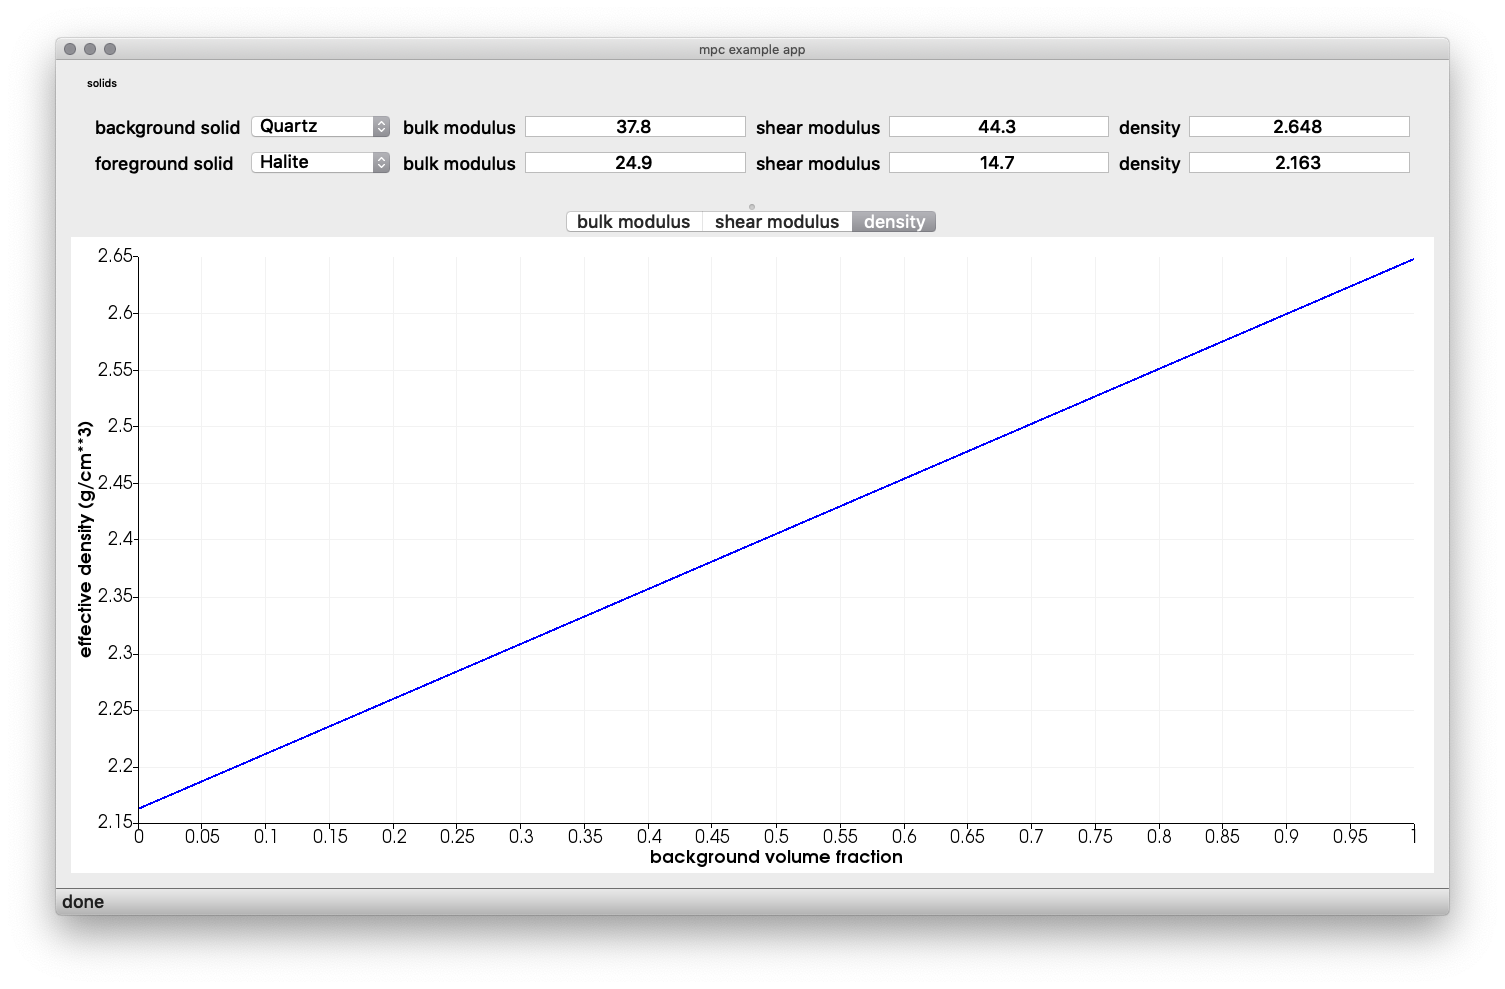 mpc example app
solids
background solid Quartz bulk modulus 37.8 shear modulus 44.3 density 2.648
foreground solid Halite bulk modulus 24.9 shear modulus 14.7 density 2.163
bulk modulus shear modulus density
effective density (g/cm**3)
2.65
2.6
2.55
2.5
2.45
2.4
2.35
2.3
2.25
2.2
2.15
0 0.05 0.1 0.15 0.2 0.25 0.3 0.35 0.4 0.45 0.5 0.55 0.6 0.65 0.7 0.75 0.8 0.85 0.9 0.95 1
background volume fraction
done